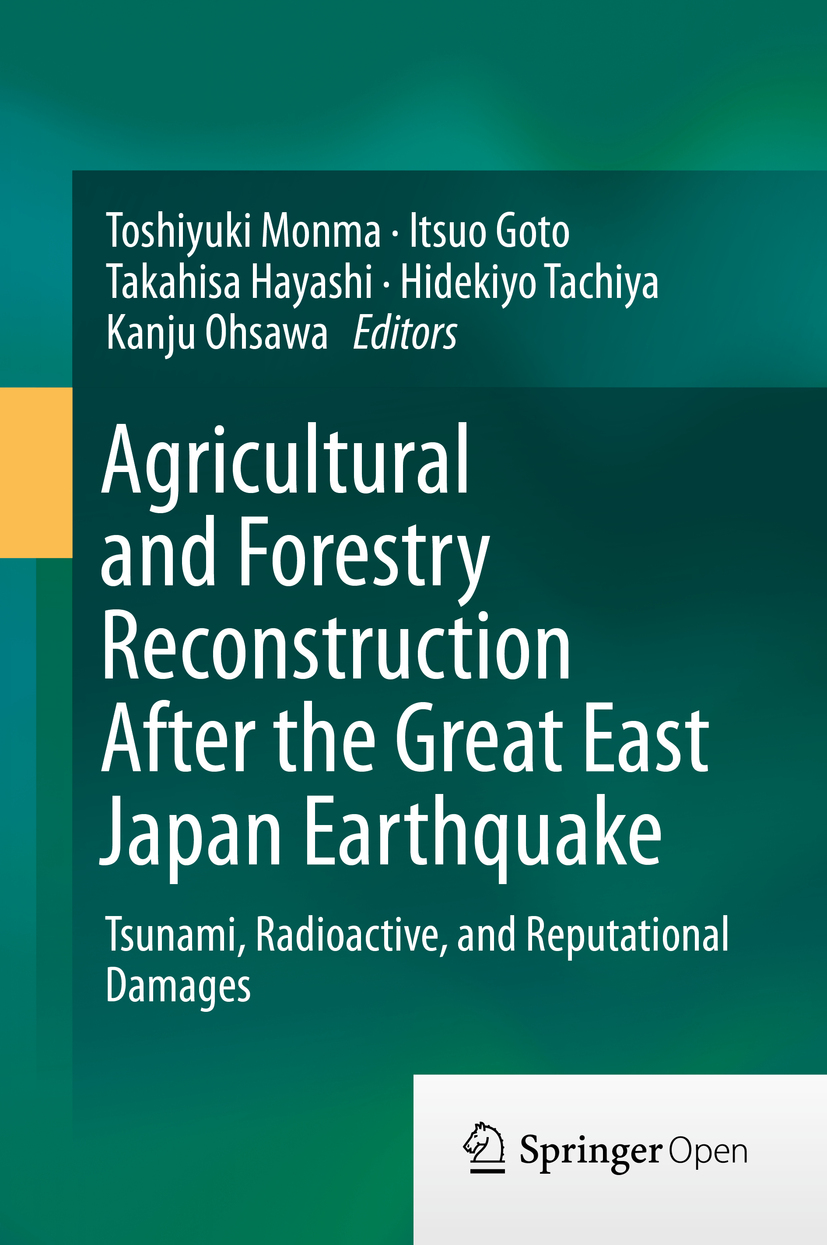 Toshiyuki Monma · Itsuo Goto
Takahisa Hayashi · Hidekiyo Tachiya
Kanju Ohsawa Editors
Agricultural
and Forestry
Reconstruction
After the Great East
Japan Earthquake
Tsunami, Radioactive, and Reputational
Damages
Springer Open